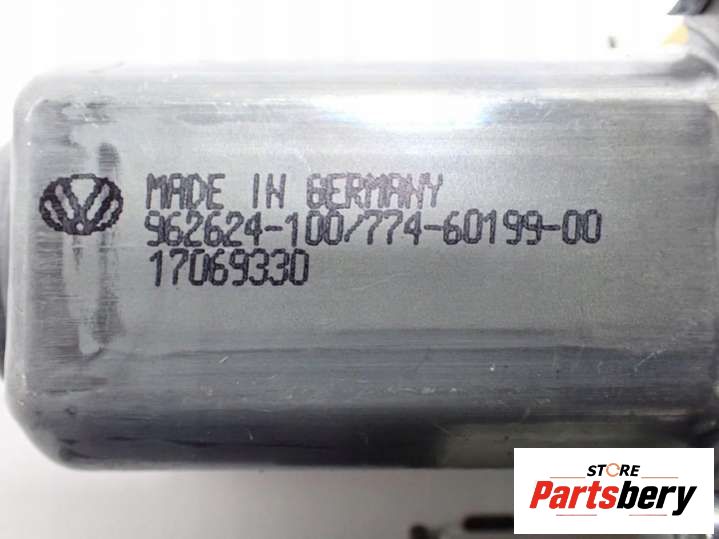 MADE IN GERMANY
962624-100/774-60199-00
17069330
STORE
Partsbery